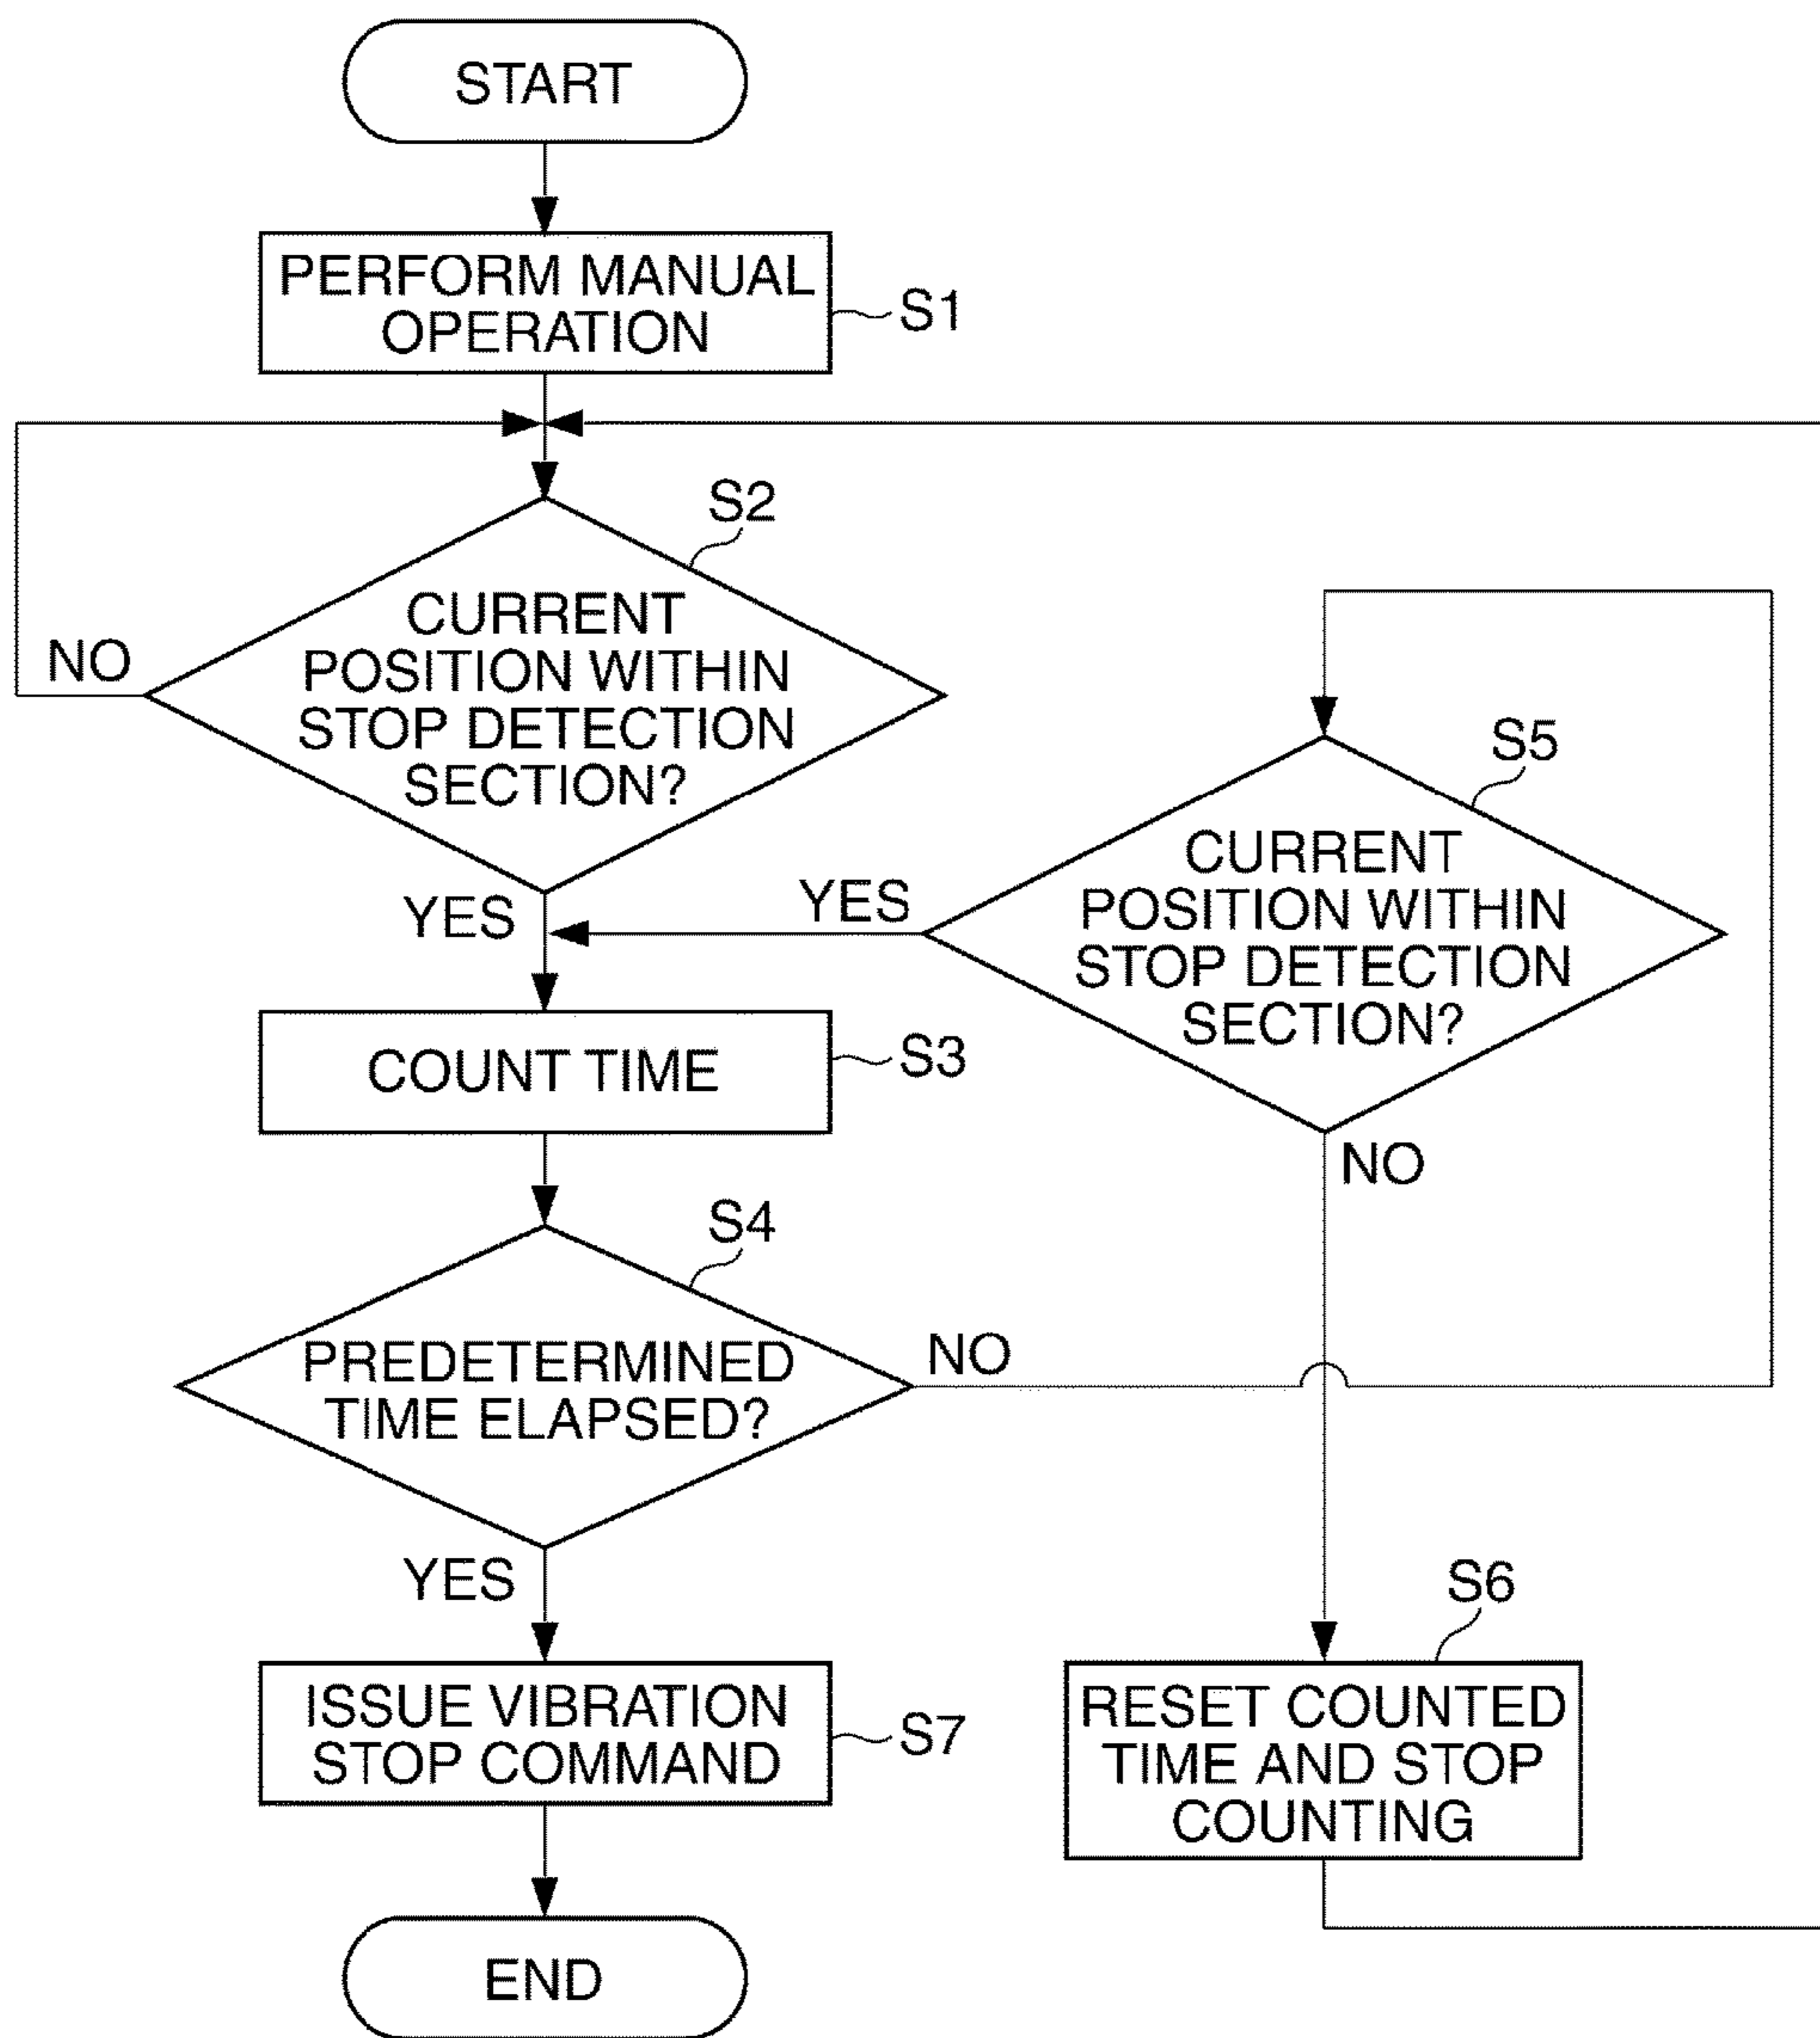 START
PERFORM MANUAL
OPERATION
S1
S2
CURRENT
POSITION WITHIN
STOP DETECTION
SECTION?
NO
YES
S5
CURRENT
POSITION WITHIN
STOP DETECTION
SECTION?
YES
NO
COUNT TIME
S3
S4
PREDETERMINED
TIME ELAPSED?
NO
YES
S6
RESET COUNTED
TIME AND STOP
COUNTING
ISSUE VIBRATION
STOP COMMAND
S7
END